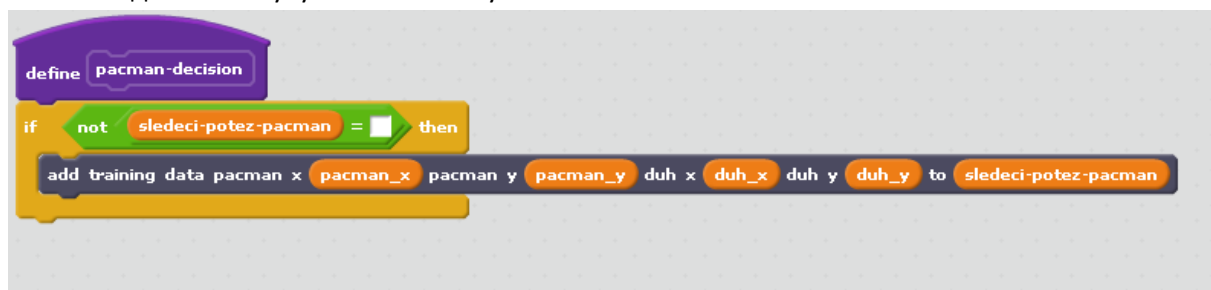 define pacman-decision
if not sledeci-potez-pacman = then
add training data pacman x pacman_x pacman y pacman_y duh x duh_x duh y duh_y to sledeci-potez-pacman